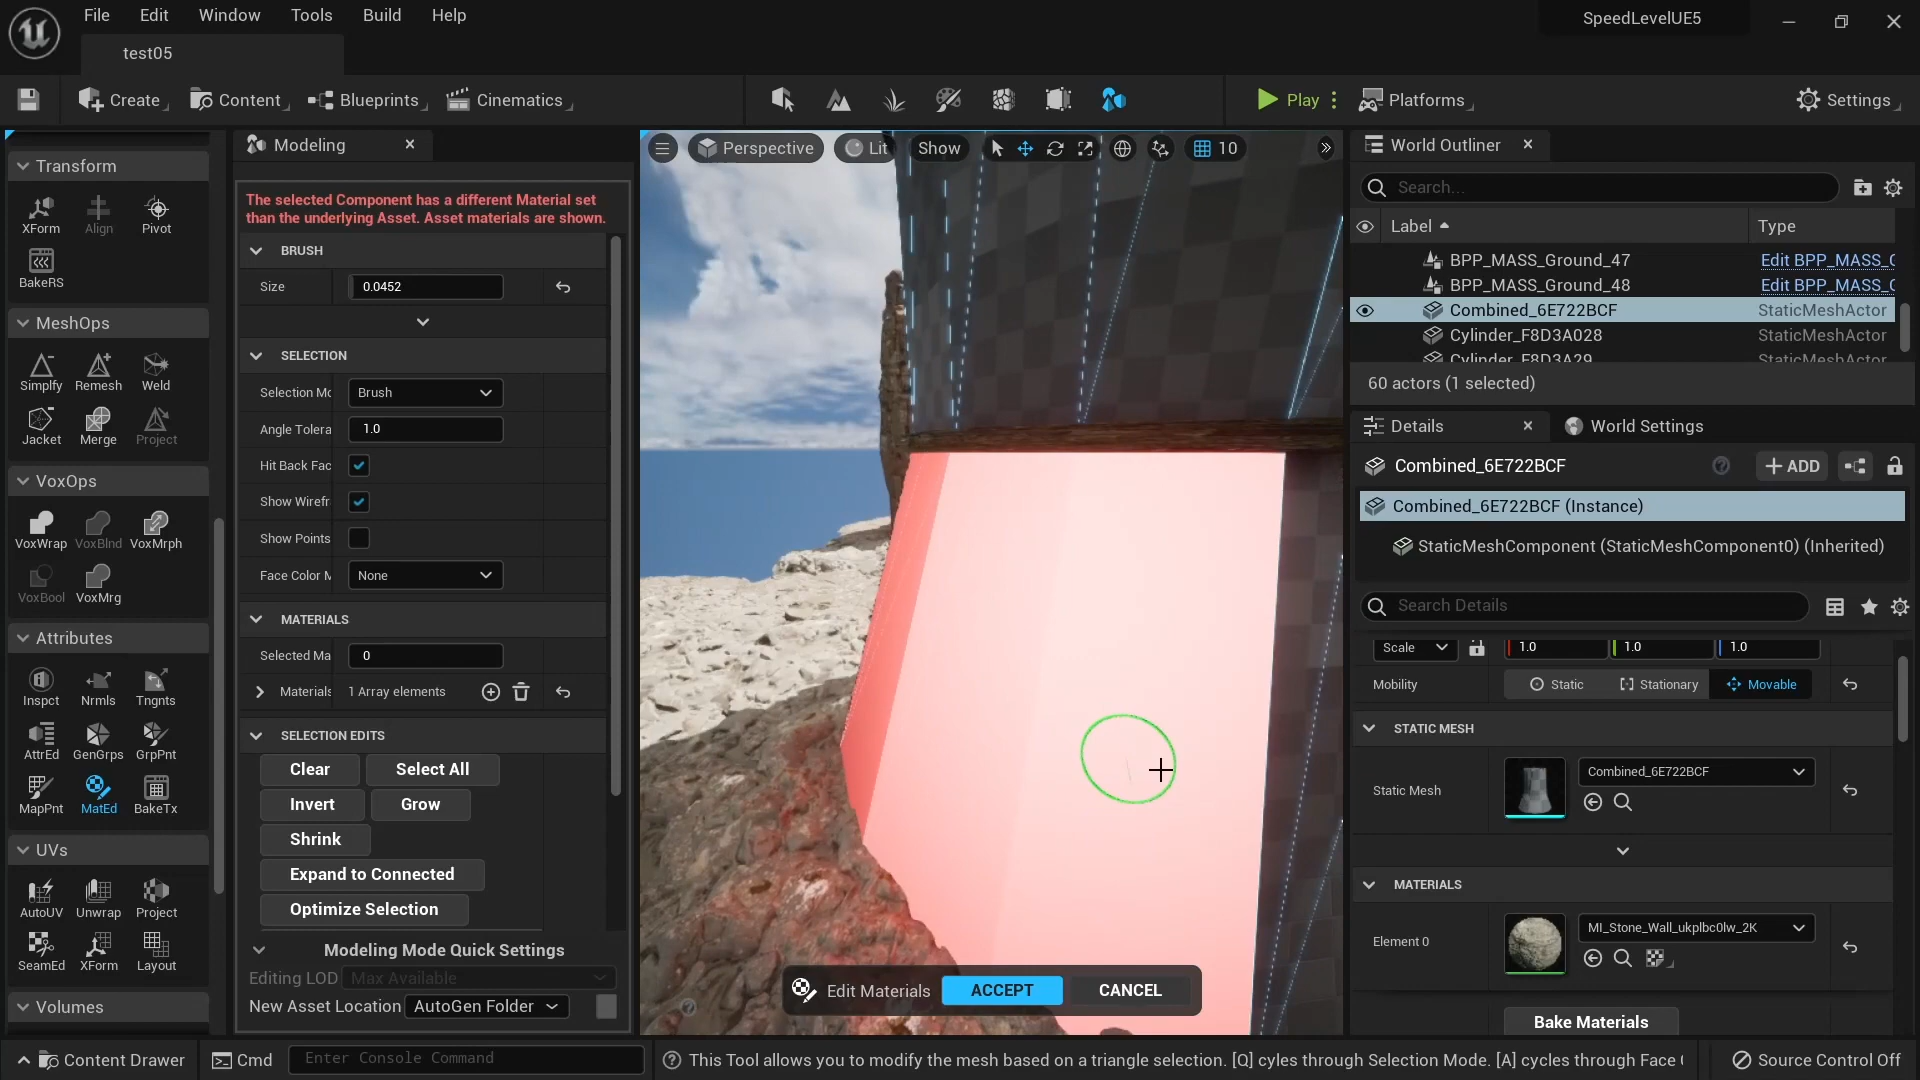 File Edit Window Tools Build Help
SpeedLevelUE5
test05
Create Content Blueprints Cinematics
Play Platforms Settings
Transform
XForm Align Pivot
BakeRS
MeshOps
Simplfy Remesh Weld
Jacket Merge Project
VoxOps
VoxWrap VoxBlnd VoxMrph
VoxBool VoxMrg
Attributes
Inspct Nrmls Tngnts
AttrEd GenGrps GrpPnt
MapPnt MatEd BakeTx
UVs
AutoUV Unwrap Project
SeamEd XForm Layout
Volumes
Modeling
The selected Component has a different Material set
than the underlying Asset. Asset materials are shown.
BRUSH
Size 0.0452
SELECTION
Selection Mo Brush
Angle Tolera 1.0
Hit Back Fac
Show Wirefr
Show Points
Face Color M None
MATERIALS
Selected Ma 0
Materials 1 Array elements
SELECTION EDITS
Clear Select All
Invert Grow
Shrink
Expand to Connected
Optimize Selection
Modeling Mode Quick Settings
Editing LOD Max Available
New Asset Location AutoGen Folder
Perspective Lit Show 10
Edit Materials ACCEPT CANCEL
World Outliner
Search...
Label Type
BPP_MASS_Ground_47 Edit BPP_MASS_G
BPP_MASS_Ground_48 Edit BPP_MASS_G
Combined_6E722BCF StaticMeshActor
Cylinder_F8D3A028 StaticMeshActor
Cylinder_F8D3A29 StaticMeshActor
60 actors (1 selected)
Details World Settings
Combined_6E722BCF ADD
Combined_6E722BCF (Instance)
StaticMeshComponent (StaticMeshComponent0) (Inherited)
Search Details
Scale 1.0 1.0 1.0
Mobility Static Stationary Movable
STATIC MESH
Static Mesh Combined_6E722BCF
MATERIALS
Element 0 MI_Stone_Wall_ukplbc0lw_2K
Bake Materials
Content Drawer Cmd Enter Console Command
This Tool allows you to modify the mesh based on a triangle selection. [Q] cyles through Selection Mode. [A] cycles through Face
Source Control Off